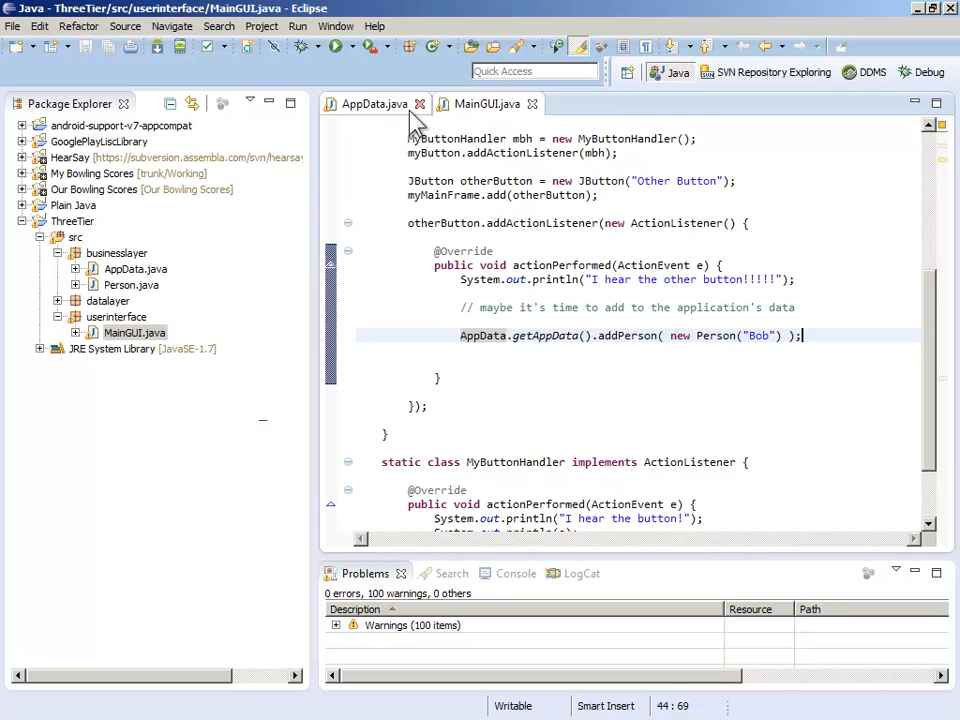 Java - ThreeTier/src/userinterface/MainGUI.java - Eclipse
File Edit Refactor Source Navigate Search Project Run Window Help
Quick Access
Java SVN Repository Exploring DDMS Debug
Package Explorer
android-support-v7-appcompat
GooglePlayLiscLibrary
HearSay [https://subversion.assembla.com/svn/hearsay
My Bowling Scores [trunk/Working]
Our Bowling Scores [Our Bowling Scores]
Plain Java
ThreeTier
src
businesslayer
AppData.java
Person.java
datalayer
userinterface
MainGUI.java
JRE System Library [JavaSE-1.7]
AppData.java MainGUI.java
MyButtonHandler mbh = new MyButtonHandler();
myButton.addActionListener(mbh);
JButton otherButton = new JButton("Other Button");
myMainFrame.add(otherButton);
otherButton.addActionListener(new ActionListener() {
@Override
public void actionPerformed(ActionEvent e) {
System.out.println("I hear the other button!!!!!");
// maybe it's time to add to the application's data
AppData.getAppData().addPerson( new Person("Bob") );
}
});
}
static class MyButtonHandler implements ActionListener {
@Override
public void actionPerformed(ActionEvent e) {
System.out.println("I hear the button!");
System.out.println(e);
Problems Search Console LogCat
0 errors, 100 warnings, 0 others
Description Resource Path
Warnings (100 items)
Writable Smart Insert 44 : 69